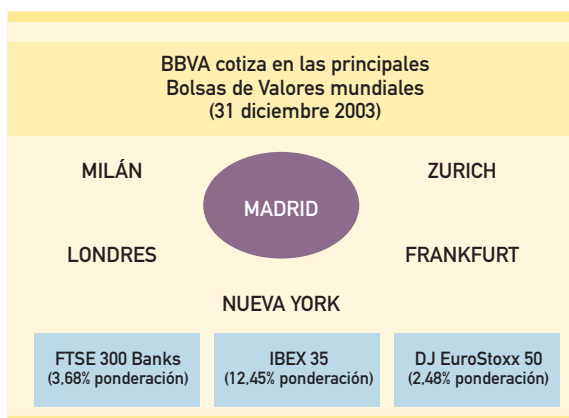 BBVA cotiza en las principales
Bolsas de Valores mundiales
(31 diciembre 2003)
MILÁN
ZURICH
MADRID
LONDRES
FRANKFURT
NUEVA YORK
FTSE 300 Banks
(3,68% ponderación)
IBEX 35
(12,45% ponderación)
DJ EuroStoxx 50
(2,48% ponderación)